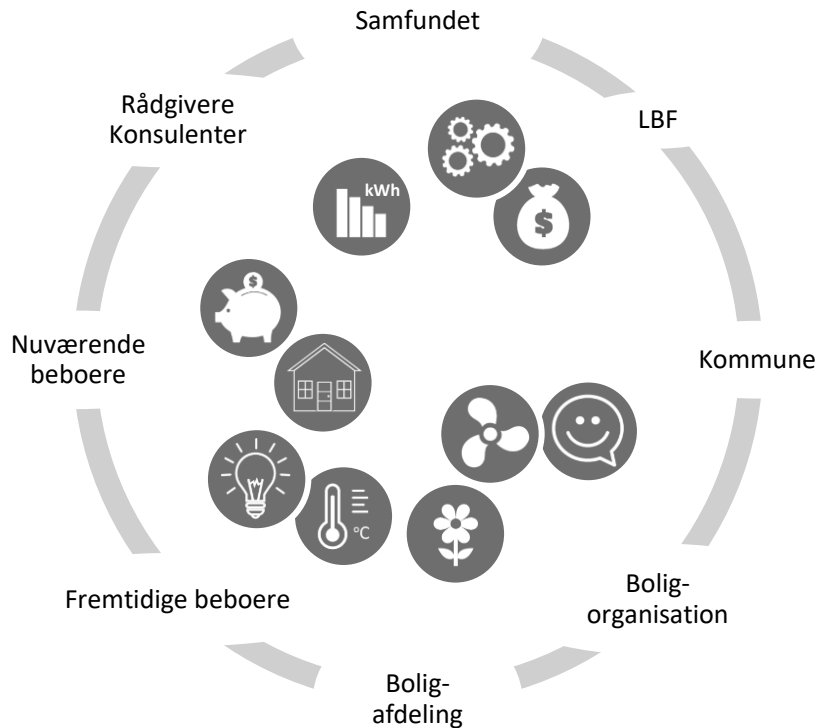 Samfundet
Rådgivere
Konsulenter
LBF
kWh
$
$
Nuværende
beboere
Kommune
°C
Fremtidige beboere
Bolig-
organisation
Bolig-
afdeling